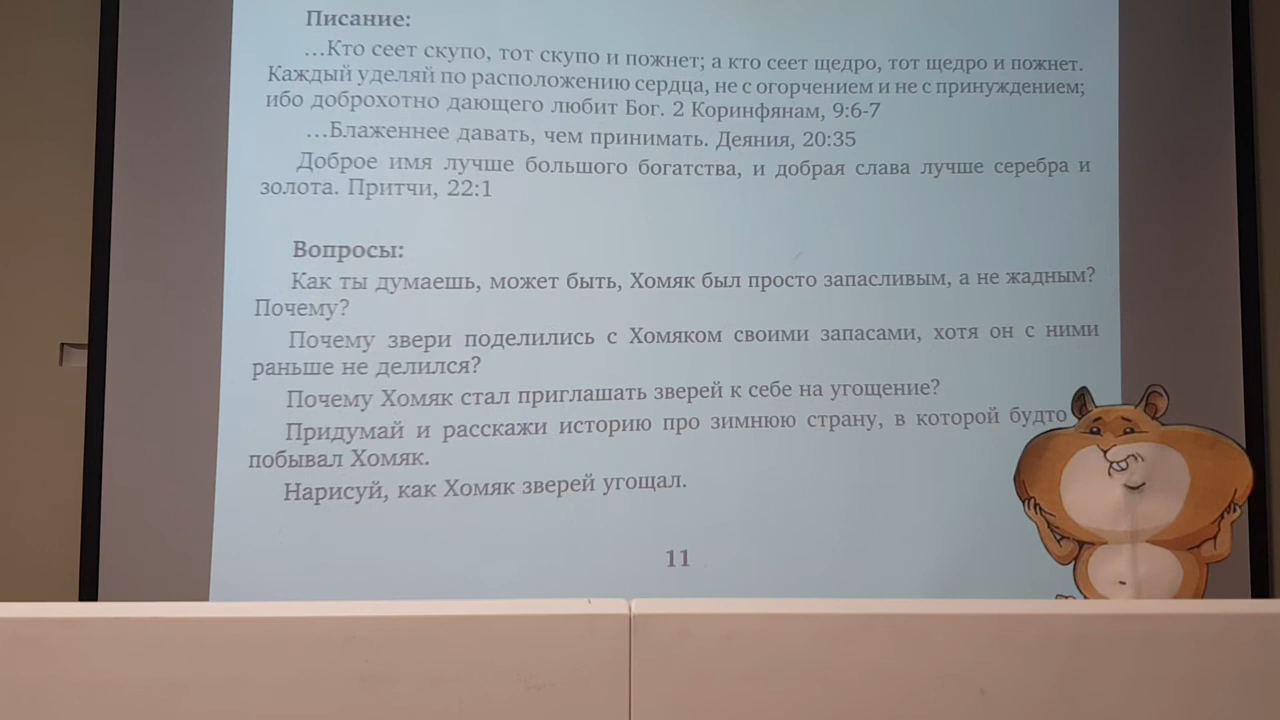 Писание:
…Кто сеет скупо, тот скупо и пожнет; а кто сеет щедро, тот щедро и пожнет.
Каждый уделяй по расположению сердца, не с огорчением и не с принуждением;
ибо доброхотно дающего любит Бог. 2 Коринфянам, 9:6-7
…Блаженнее давать, чем принимать. Деяния, 20:35
Доброе имя лучше большого богатства, и добрая слава лучше серебра и
золота. Притчи, 22:1
Вопросы:
Как ты думаешь, может быть, Хомяк был просто запасливым, а не жадным?
Почему?
Почему звери поделились с Хомяком своими запасами, хотя он с ними
раньше не делился?
Почему Хомяк стал приглашать зверей к себе на угощение?
Придумай и расскажи историю про зимнюю страну, в которой будто
побывал Хомяк.
Нарисуй, как Хомяк зверей угощал.
11